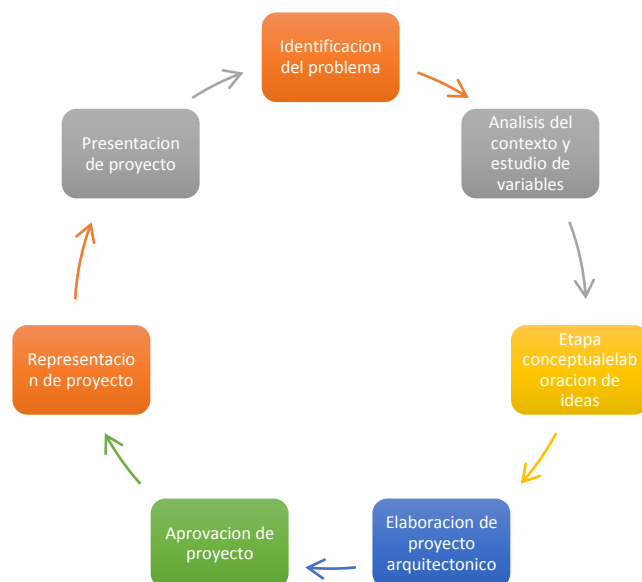 Identificacion
del problema
Analisis del
contexto y
estudio de
variables
Etapa
conceptualelab
oracion de
ideas
Elaboracion de
proyecto
arquitectonico
Aprovacion de
proyecto
Representacio
n de proyecto
Presentacion
de proyecto